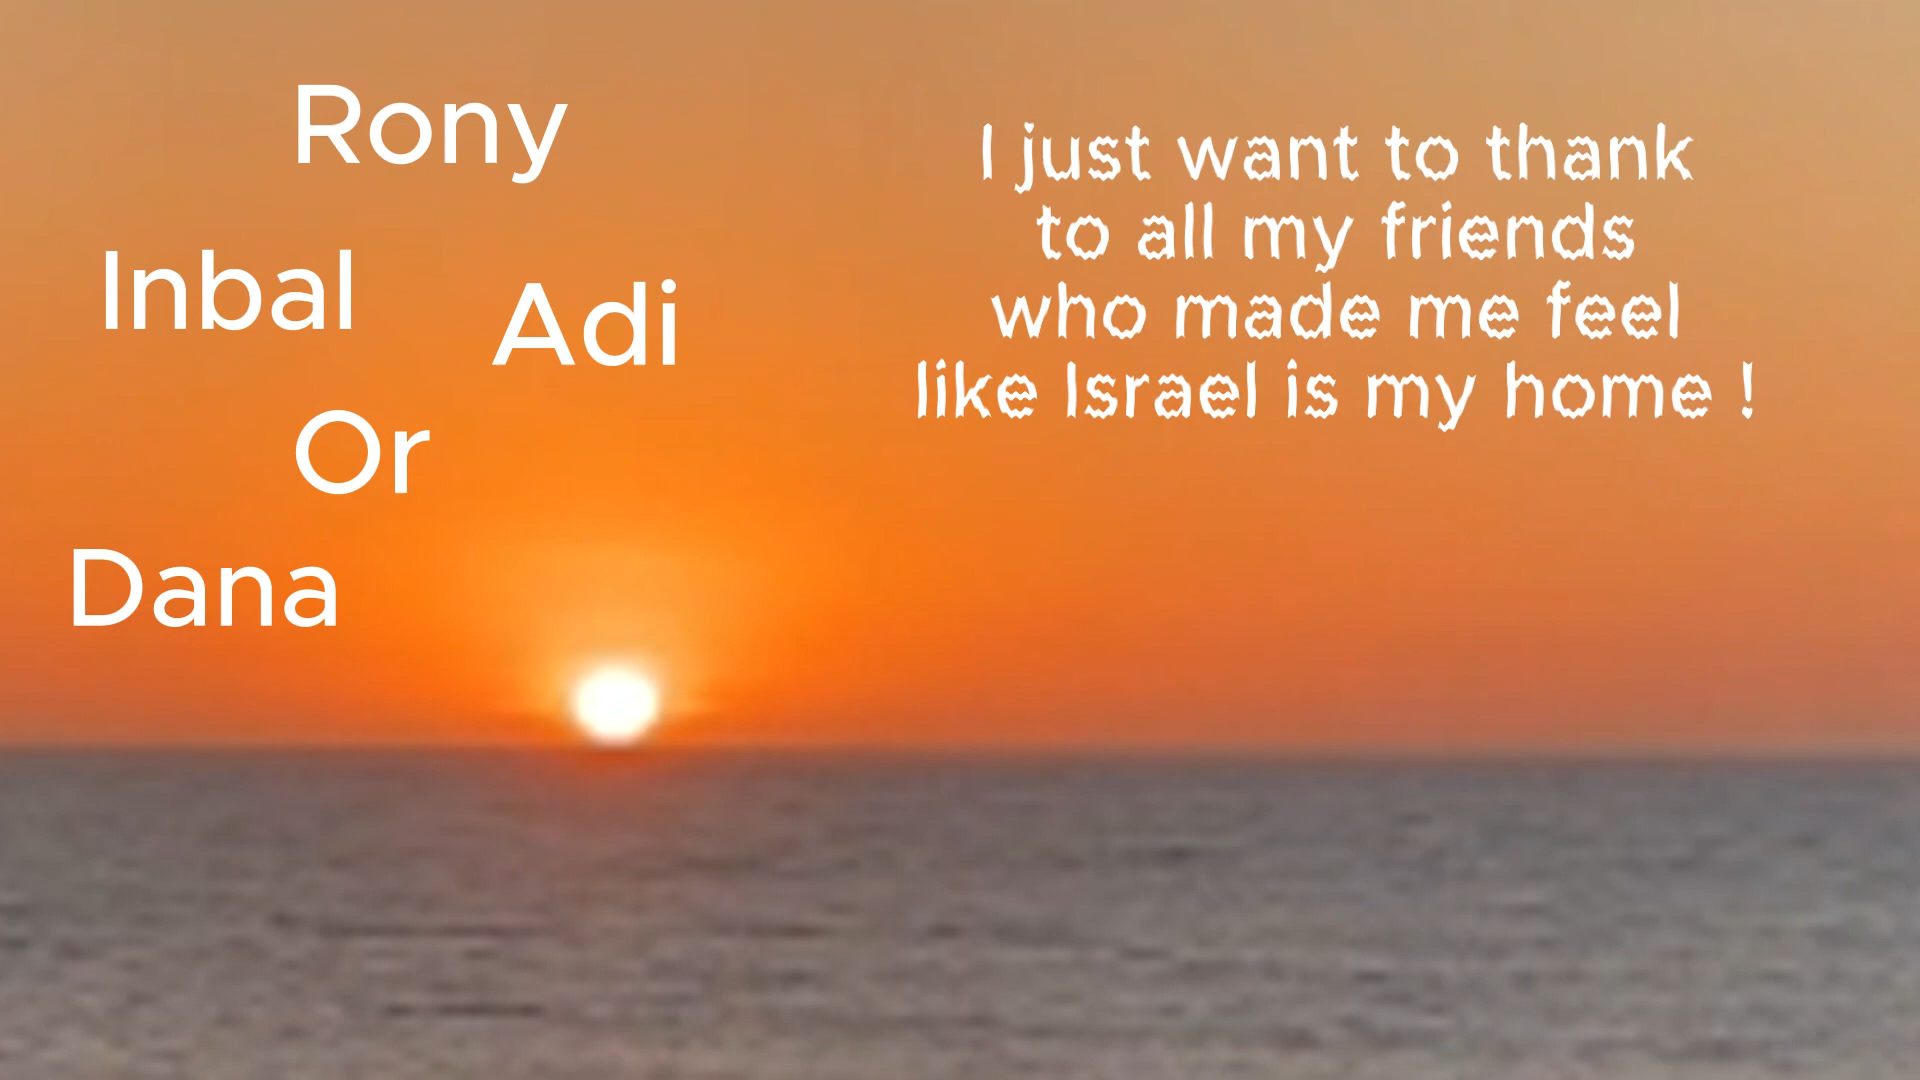 Rony
Inbal
Adi
Or
Dana
I just want to thank
to all my friends
who made me feel
like Israel is my home !